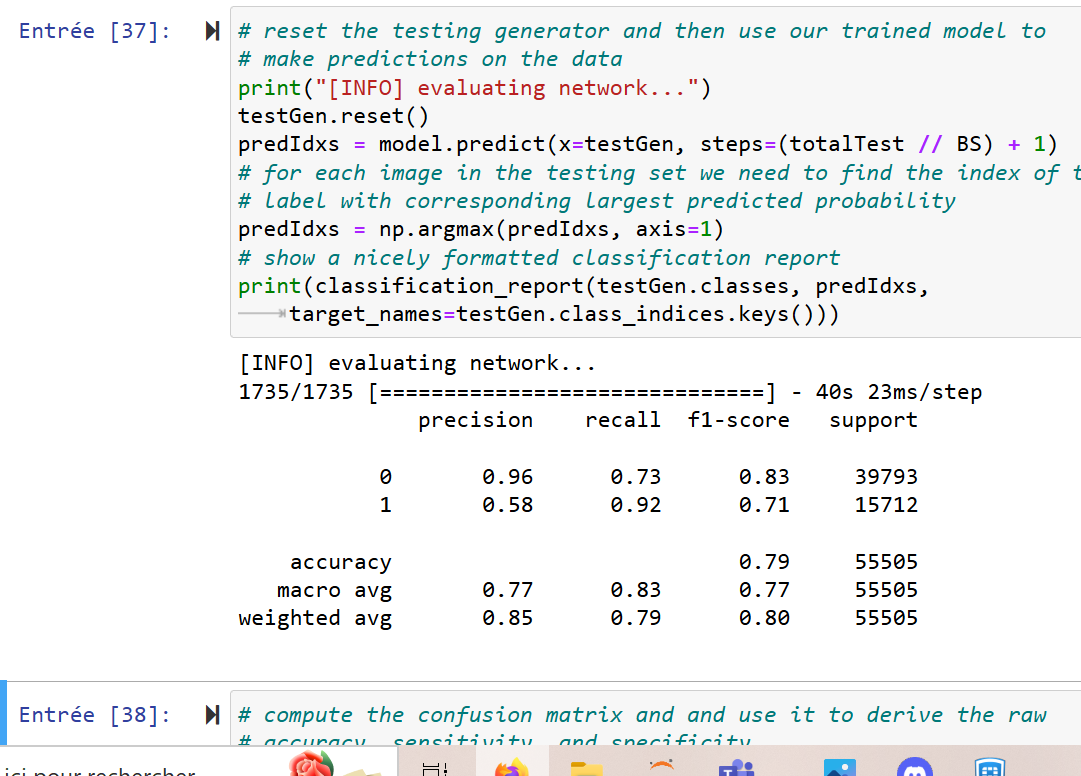 Entrée [37]:
# reset the testing generator and then use our trained model to
# make predictions on the data
print("[INFO] evaluating network...")
testGen.reset()
predIdxs = model.predict(x=testGen, steps=(totalTest // BS) + 1)
# for each image in the testing set we need to find the index of
# label with corresponding largest predicted probability
predIdxs = np.argmax(predIdxs, axis=1)
# show a nicely formatted classification report
print(classification_report(testGen.classes, predIdxs,
target_names=testGen.class_indices.keys()))
[INFO] evaluating network...
1735/1735 [==============================] - 40s 23ms/step
precision recall f1-score support
0 0.96 0.73 0.83 39793
1 0.58 0.92 0.71 15712
accuracy 0.79 55505
macro avg 0.77 0.83 0.77 55505
weighted avg 0.85 0.79 0.80 55505
Entrée [38]:
# compute the confusion matrix and and use it to derive the raw
# accuracy, sensitivity, and specificity
ici pour rechercher